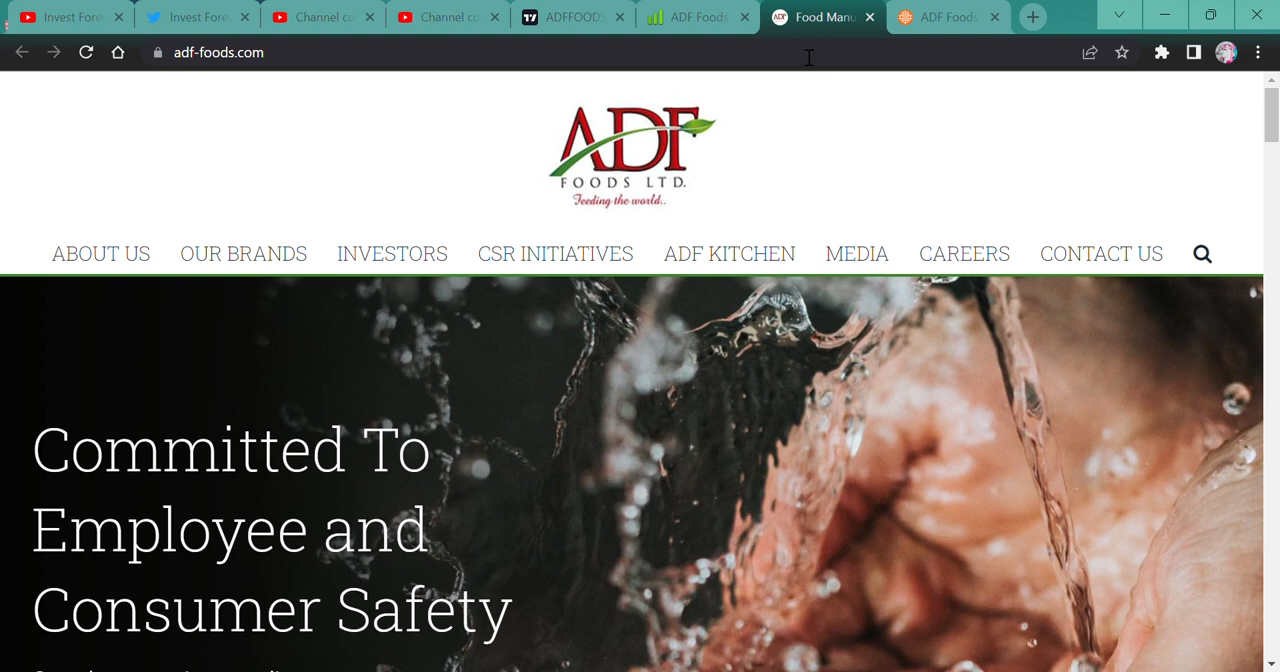 Invest Forev
Invest Forev
Channel co
Channel co
ADFFOODS
ADF Foods
Food Manu
ADF Foods
adf-foods.com
ADF
FOODS LTD.
Feeding the world..
ABOUT US
OUR BRANDS
INVESTORS
CSR INITIATIVES
ADF KITCHEN
MEDIA
CAREERS
CONTACT US
Committed To
Employee and
Consumer Safety